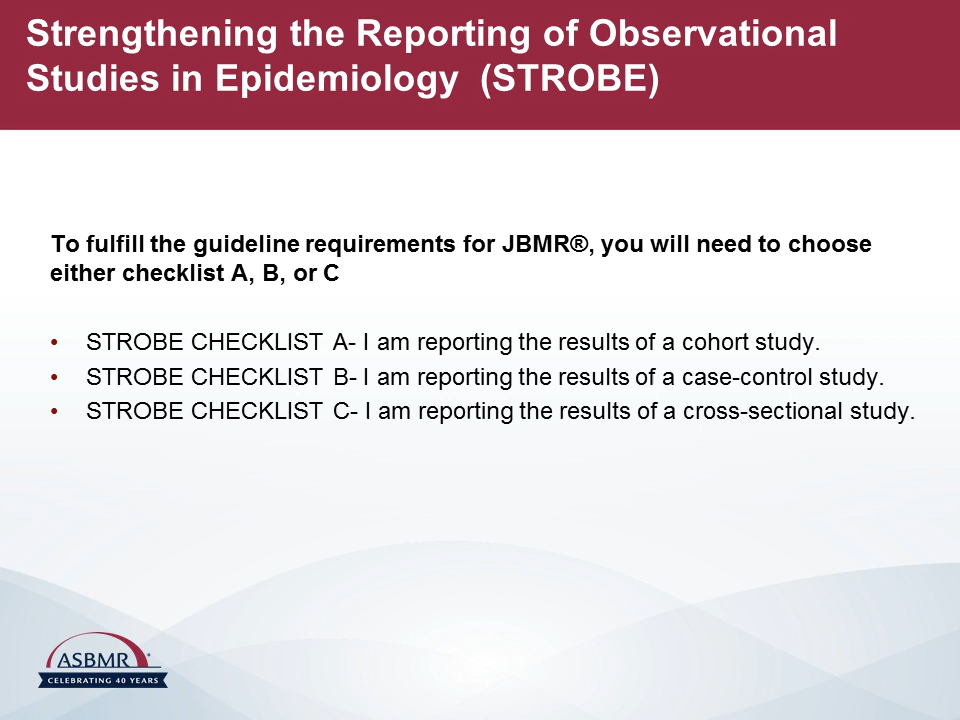 Strengthening the Reporting of Observational
Studies in Epidemiology (STROBE)
To fulfill the guideline requirements for JBMR®, you will need to choose
either checklist A, B, or C
• STROBE CHECKLIST A- I am reporting the results of a cohort study.
• STROBE CHECKLIST B- I am reporting the results of a case-control study.
• STROBE CHECKLIST C- I am reporting the results of a cross-sectional study.
ASBMR
CELEBRATING 40 YEARS